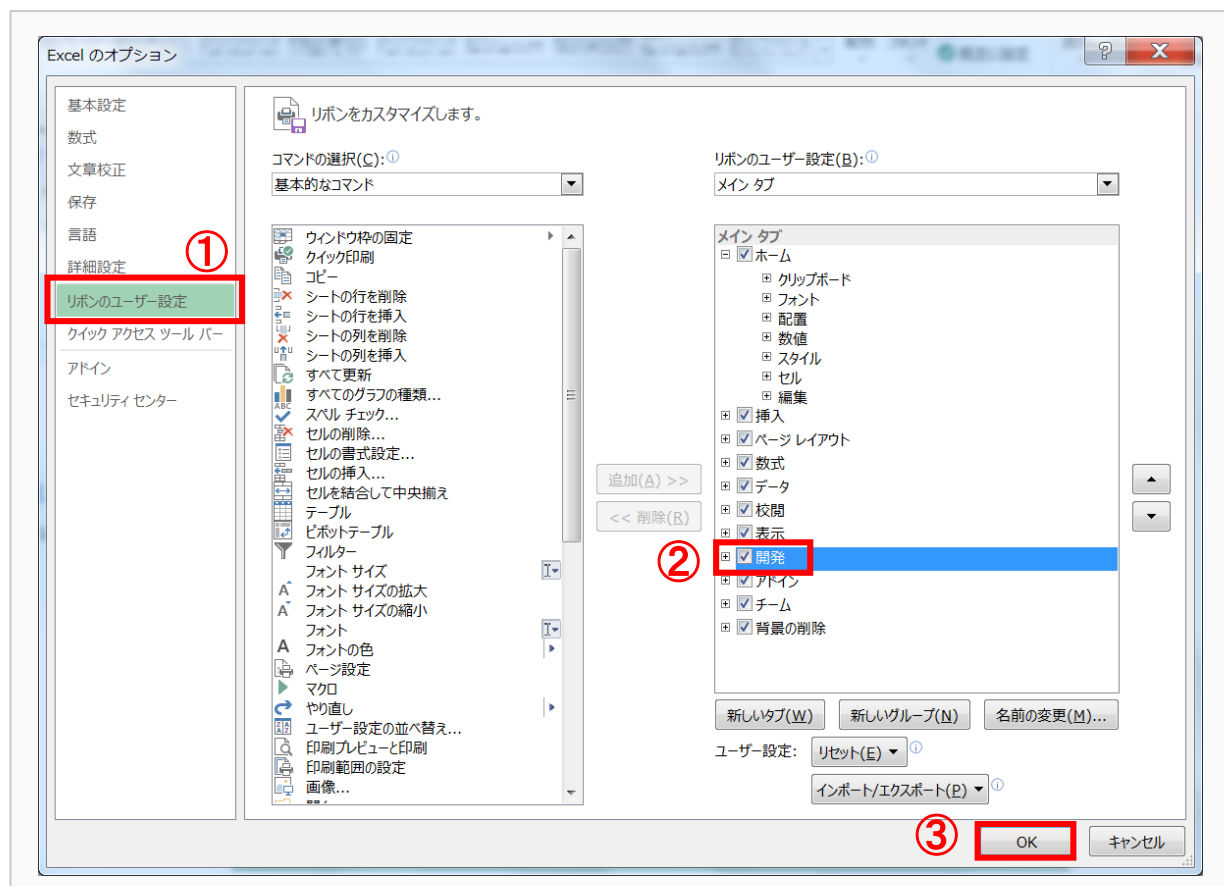 Excel のオプション
基本設定
数式
文章校正
保存
言語
①
詳細設定
リボンのユーザー設定
クイック アクセス ツール バー
アドイン
セキュリティ センター
リボンをカスタマイズします。
コマンドの選択(C):
基本的なコマンド
ウィンドウ枠の固定
クイック印刷
コピー
シートの行を削除
シートの行を挿入
シートの列を削除
シートの列を挿入
すべて更新
すべてのグラフの種類...
スペル チェック...
セルの削除...
セルの書式設定...
セルの挿入...
セルを結合して中央揃え
テーブル
ピボットテーブル
フィルター
フォント サイズ
フォント サイズの拡大
フォント サイズの縮小
フォント
フォントの色
ページ設定
マクロ
やり直し
ユーザー設定の並べ替え...
印刷プレビューと印刷
印刷範囲の設定
画像...
追加(A) >>
<< 削除(R)
リボンのユーザー設定(B):
メイン タブ
メイン タブ
ホーム
クリップボード
フォント
配置
数値
スタイル
セル
編集
挿入
ページ レイアウト
数式
データ
校閲
表示
②
開発
アドイン
チーム
背景の削除
新しいタブ(W)
新しいグループ(N)
名前の変更(M)...
ユーザー設定:
リセット(E)
インポート/エクスポート(P)
③
OK
キャンセル